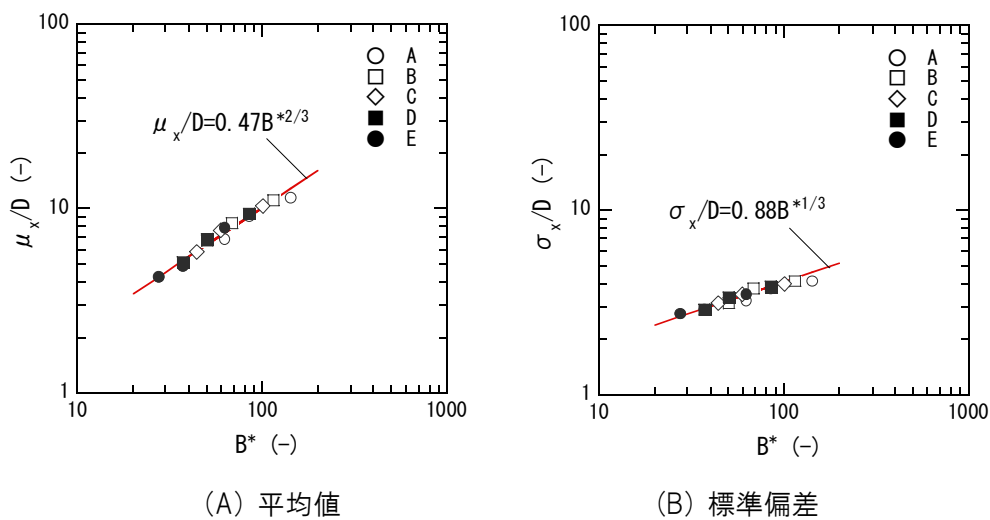 100
10
1
μx/D (-)
μx/D=0.47B*2/3
A
B
C
D
E
10
100
1000
B* (-)
(A) 平均値
100
10
1
σx/D (-)
σx/D=0.88B*1/3
A
B
C
D
E
10
100
1000
B* (-)
(B) 標準偏差